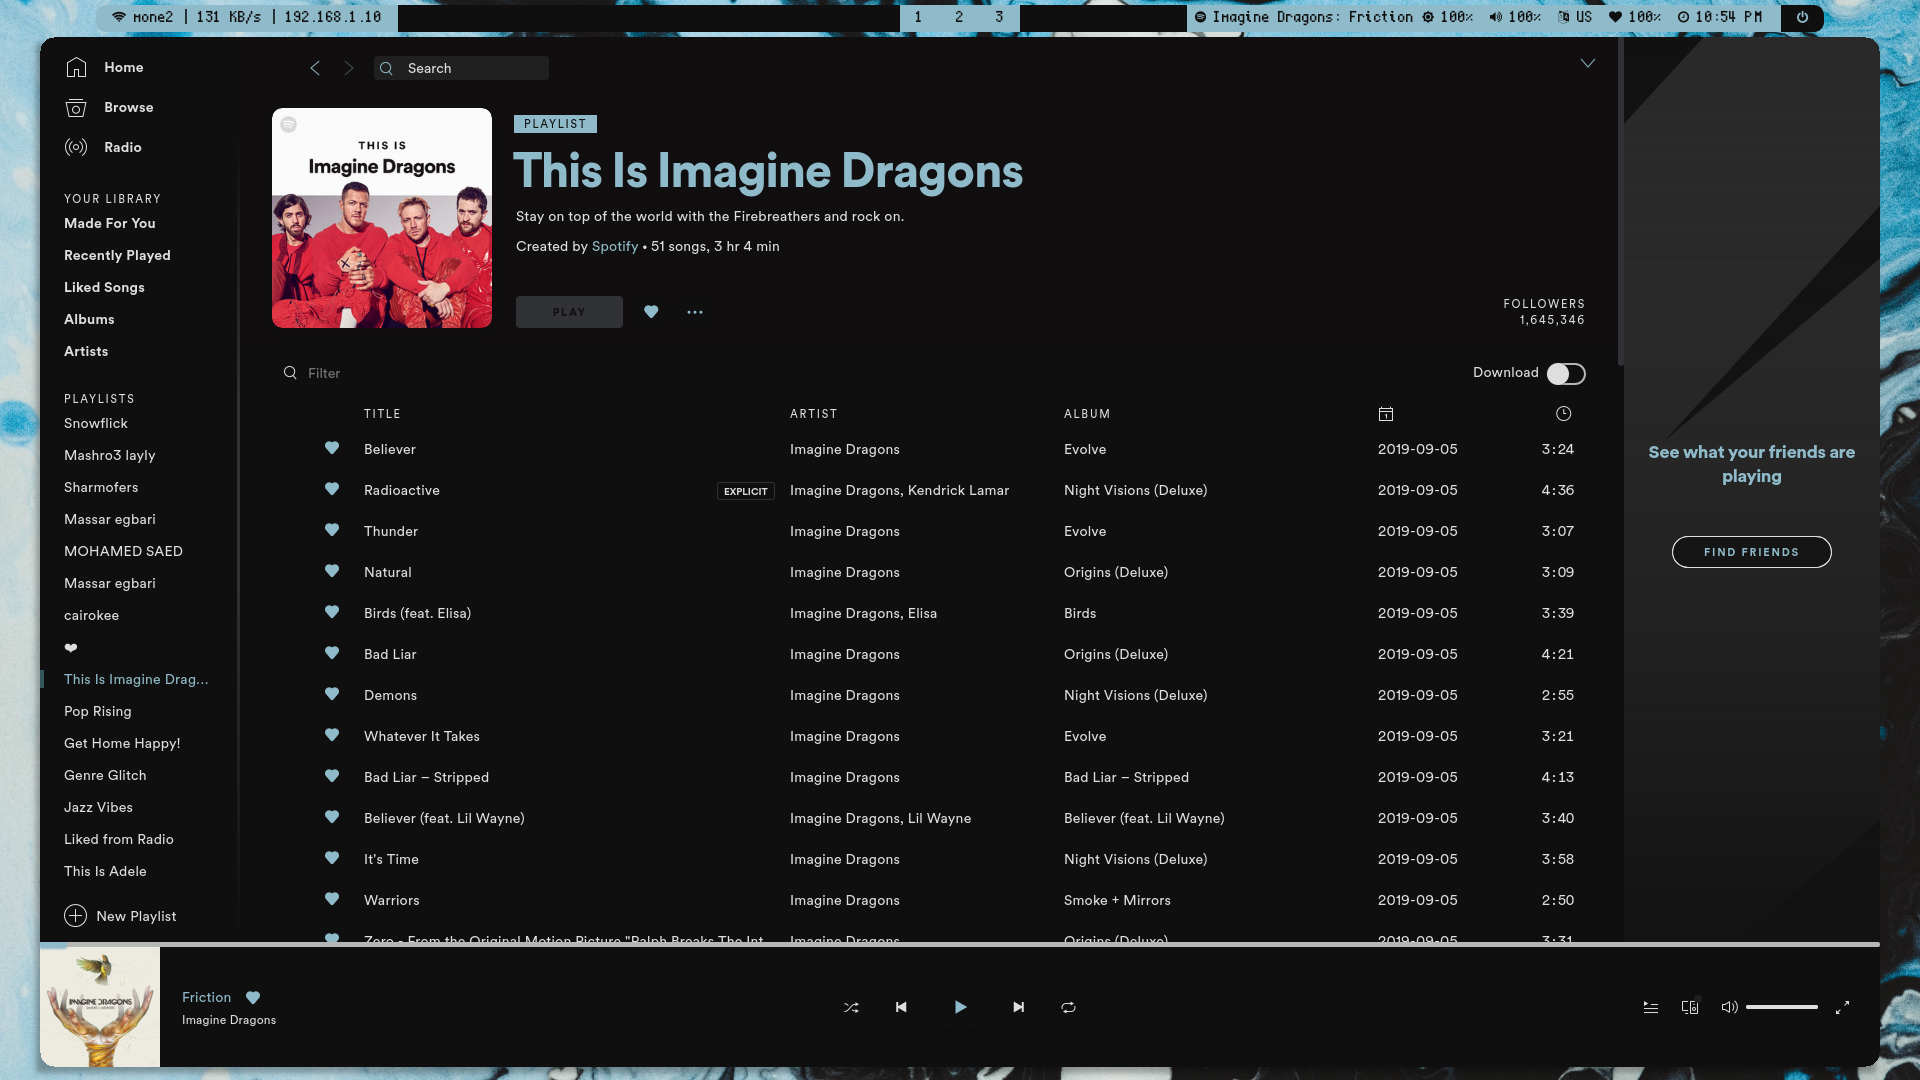 mone2 | 131 KB/s | 192.168.1.10
1 2 3
Imagine Dragons: Friction 100% 100% US 100% 10:54 PM
Home
Search
Browse
Radio
YOUR LIBRARY
Made For You
Recently Played
Liked Songs
Albums
Artists
PLAYLISTS
Snowflick
Mashro3 layly
Sharmofers
Massar egbari
MOHAMED SAED
Massar egbari
cairokee
❤
This Is Imagine Drag...
Pop Rising
Get Home Happy!
Genre Glitch
Jazz Vibes
Liked from Radio
This Is Adele
New Playlist
THIS IS
Imagine Dragons
PLAYLIST
This Is Imagine Dragons
Stay on top of the world with the Firebreathers and rock on.
Created by Spotify • 51 songs, 3 hr 4 min
PLAY
FOLLOWERS
1,645,346
Filter
Download
TITLE ARTIST ALBUM
Believer Imagine Dragons Evolve 2019-09-05 3:24
Radioactive EXPLICIT Imagine Dragons, Kendrick Lamar Night Visions (Deluxe) 2019-09-05 4:36
Thunder Imagine Dragons Evolve 2019-09-05 3:07
Natural Imagine Dragons Origins (Deluxe) 2019-09-05 3:09
Birds (feat. Elisa) Imagine Dragons, Elisa Birds 2019-09-05 3:39
Bad Liar Imagine Dragons Origins (Deluxe) 2019-09-05 4:21
Demons Imagine Dragons Night Visions (Deluxe) 2019-09-05 2:55
Whatever It Takes Imagine Dragons Evolve 2019-09-05 3:21
Bad Liar – Stripped Imagine Dragons Bad Liar – Stripped 2019-09-05 4:13
Believer (feat. Lil Wayne) Imagine Dragons, Lil Wayne Believer (feat. Lil Wayne) 2019-09-05 3:40
It's Time Imagine Dragons Night Visions (Deluxe) 2019-09-05 3:58
Warriors Imagine Dragons Smoke + Mirrors 2019-09-05 2:50
Zero - From the Original Motion Picture "Ralph Breaks The Int Imagine Dragons Origins (Deluxe) 2019-09-05 3:31
See what your friends are
playing
FIND FRIENDS
IMAGINE DRAGONS
Friction
Imagine Dragons